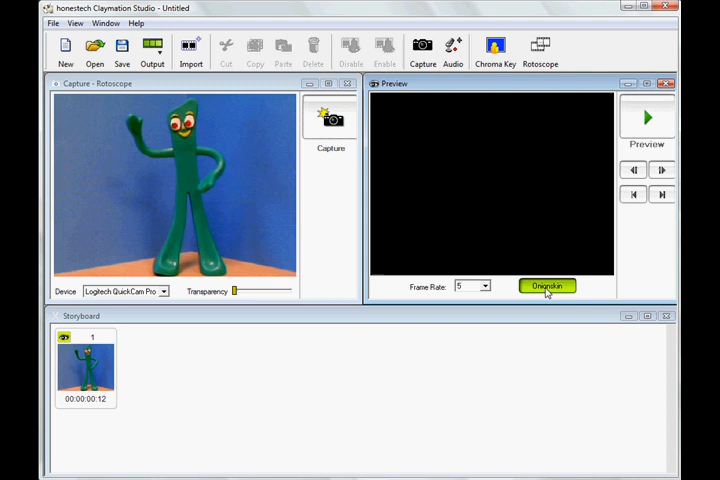 honestech Claymation Studio - Untitled
File View Window Help
New Open Save Output Import Cut Copy Paste Delete Disable Enable Capture Audio Chroma Key Rotoscope
Capture - Rotoscope
Preview
Capture
Preview
Device Logitech QuickCam Pro Transparency
Frame Rate: 5 Onionskin
Storyboard
1
00:00:00:12